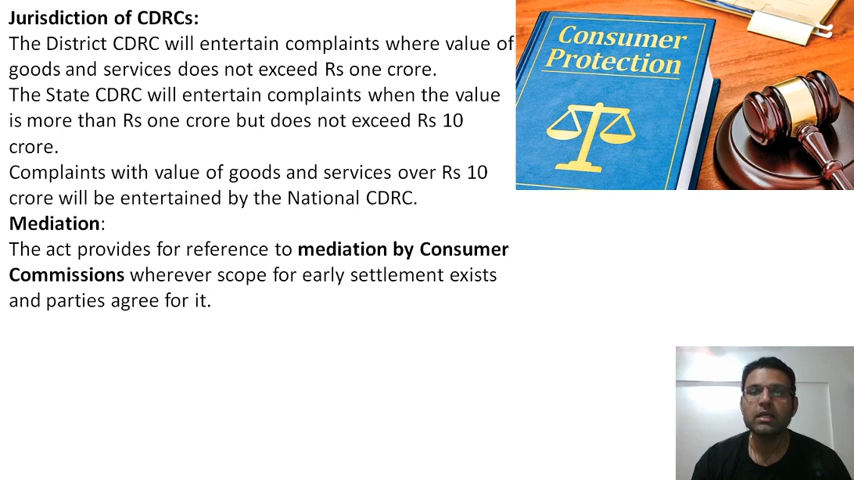 Jurisdiction of CDRCs:
The District CDRC will entertain complaints where value of
goods and services does not exceed Rs one crore.
The State CDRC will entertain complaints when the value
is more than Rs one crore but does not exceed Rs 10
crore.
Complaints with value of goods and services over Rs 10
crore will be entertained by the National CDRC.
Mediation:
The act provides for reference to mediation by Consumer
Commissions wherever scope for early settlement exists
and parties agree for it.
Consumer
Protection